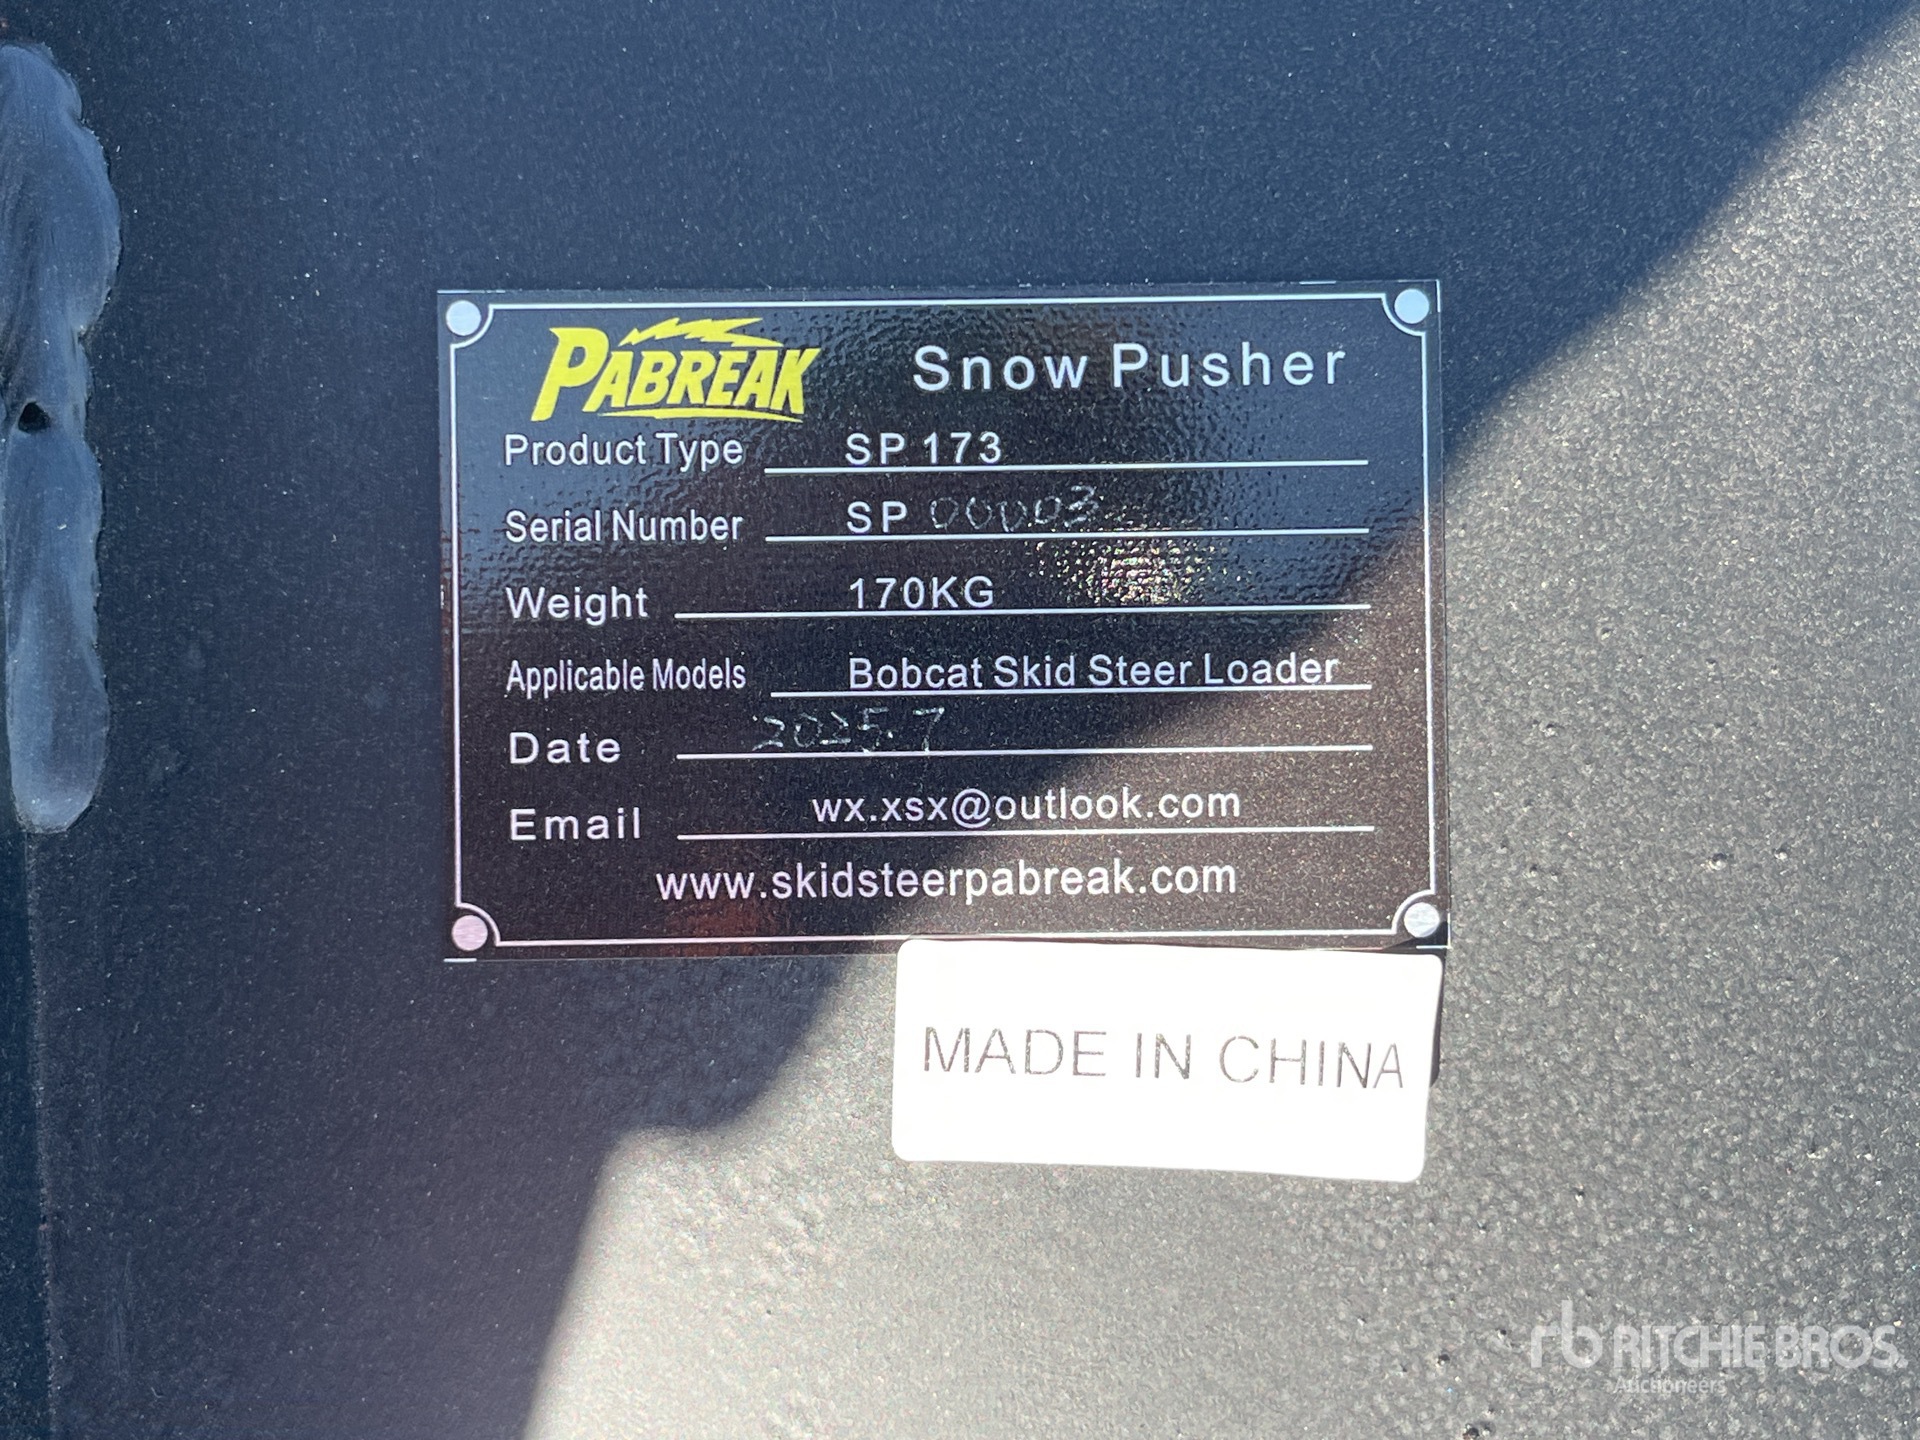 PABREAK Snow Pusher
Product Type SP 173
Serial Number SP 00003
Weight 170KG
Applicable Models Bobcat Skid Steer Loader
Date 2025.7
Email wx.xsx@outlook.com
www.skidsteerpabreak.com
MADE IN CHINA
rb RITCHIE BROS.
Auctioneers